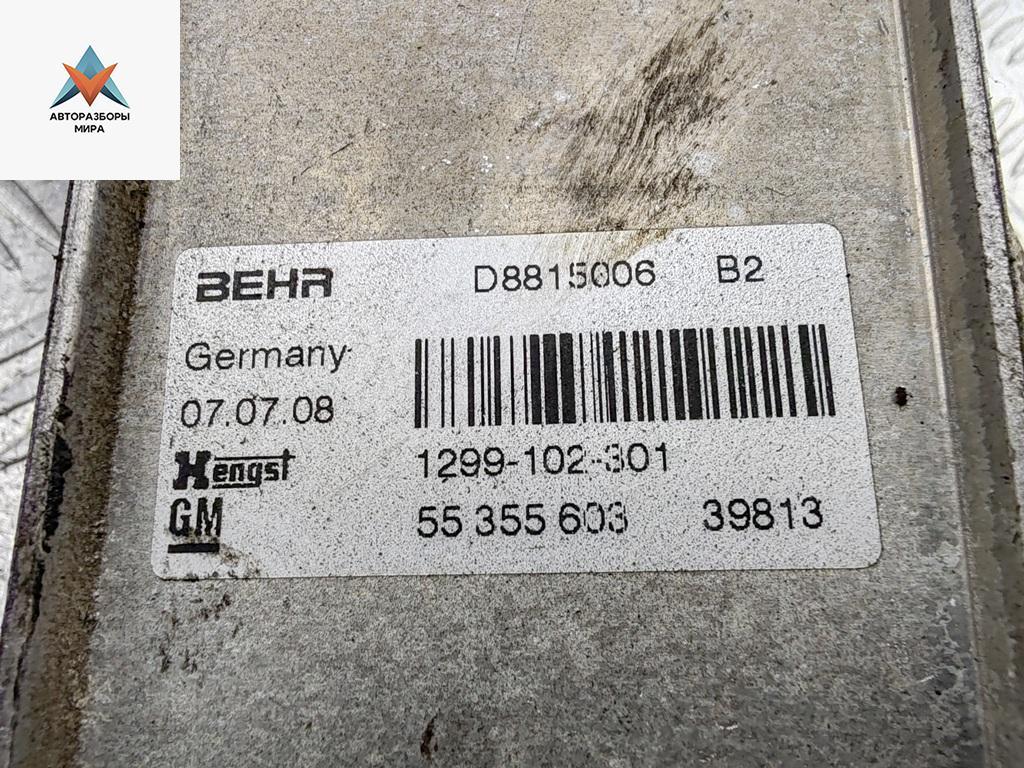 АВТОРАЗБОРЫ
МИРА
BEHR D8815006 B2
Germany
07.07.08
Hengst 1299-102-301
GM 55 355 603 39813